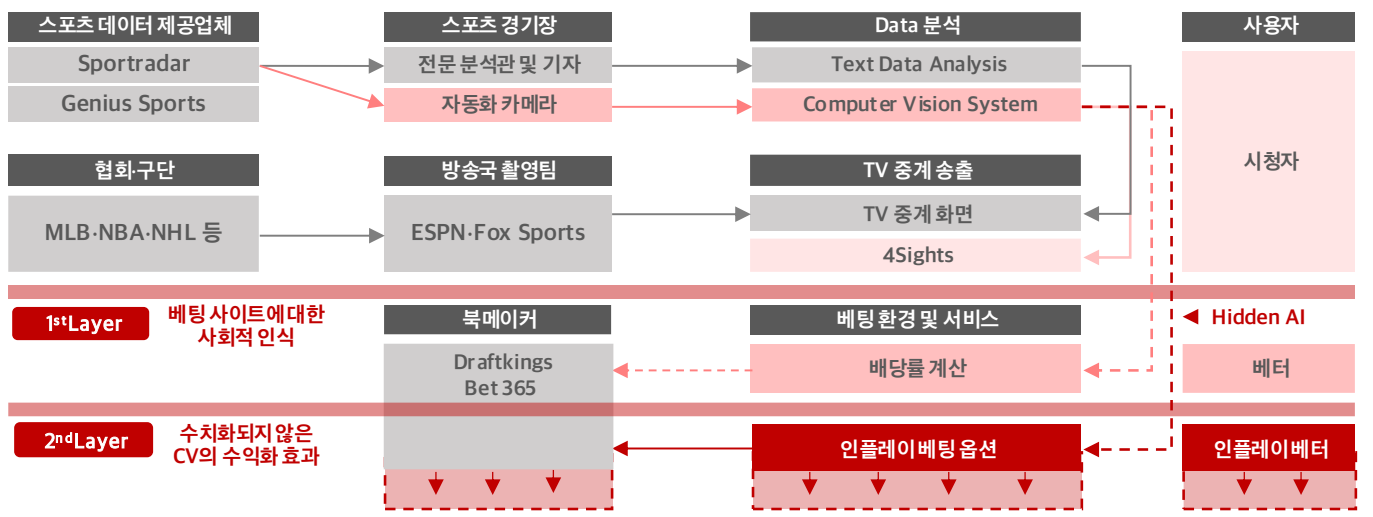 스포츠 데이터 제공업체
스포츠 경기장
Data 분석
사용자
Sportradar
전문 분석관 및 기자
Text Data Analysis
Genius Sports
자동화 카메라
Computer Vision System
시청자
협회·구단
방송국 촬영팀
TV 중계 송출
MLB·NBA·NHL 등
ESPN·Fox Sports
TV 중계 화면
4Sights
1stLayer
베팅 사이트에 대한
사회적 인식
북메이커
베팅 환경 및 서비스
Hidden AI
Draftkings
Bet 365
배당률 계산
베터
2ndLayer
수치화되지 않은
CV의 수익화 효과
인플레이 베팅 옵션
인플레이 베터